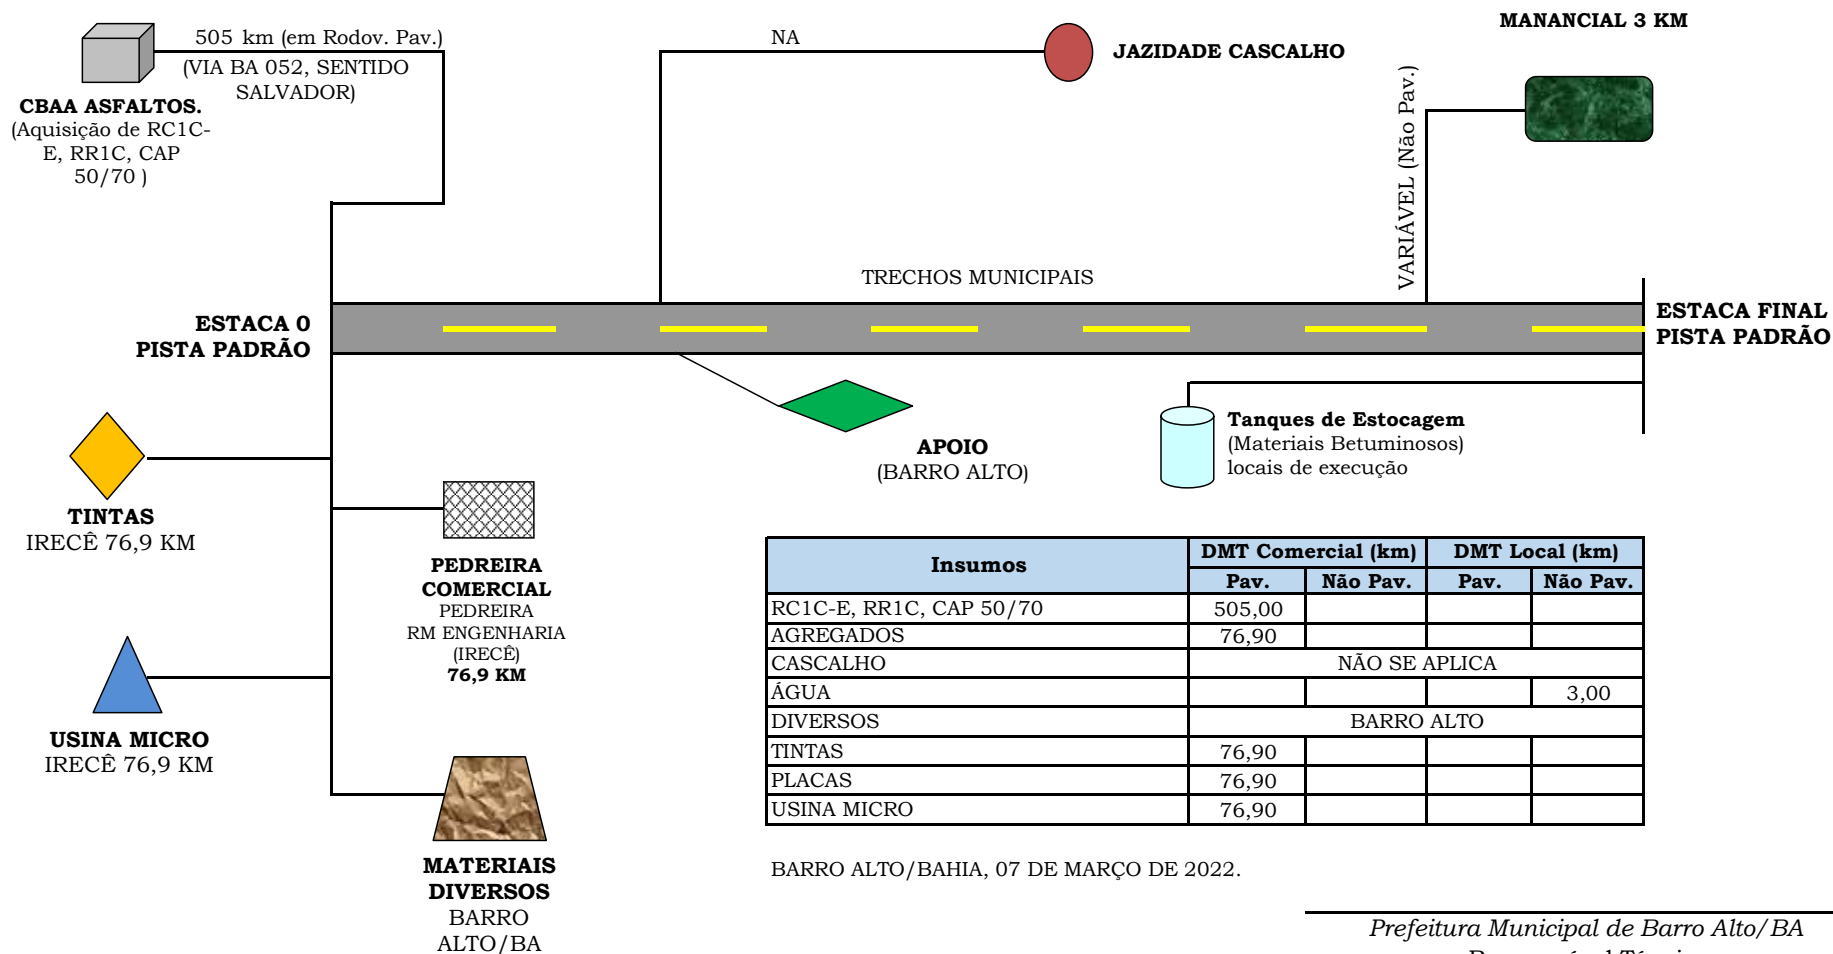 505 km (em Rodov. Pav.)
(VIA BA 052, SENTIDO
SALVADOR)
CBAA ASFALTOS.
(Aquisição de RC1C-
E, RR1C, CAP
50/70 )
NA
JAZIDADE CASCALHO
MANANCIAL 3 KM
VARIÁVEL (Não Pav.)
TRECHOS MUNICIPAIS
ESTACA 0
PISTA PADRÃO
ESTACA FINAL
PISTA PADRÃO
APOIO
(BARRO ALTO)
Tanques de Estocagem
(Materiais Betuminosos)
locais de execução
TINTAS
IRECÊ 76,9 KM
PEDREIRA
COMERCIAL
PEDREIRA
RM ENGENHARIA
(IRECÊ)
76,9 KM
USINA MICRO
IRECÊ 76,9 KM
MATERIAIS
DIVERSOS
BARRO
ALTO/BA
Insumos DMT Comercial (km) DMT Local (km)
Pav. Não Pav. Pav. Não Pav.
RC1C-E, RR1C, CAP 50/70 505,00
AGREGADOS 76,90
CASCALHO NÃO SE APLICA
ÁGUA 3,00
DIVERSOS BARRO ALTO
TINTAS 76,90
PLACAS 76,90
USINA MICRO 76,90
BARRO ALTO/BAHIA, 07 DE MARÇO DE 2022.
Prefeitura Municipal de Barro Alto/BA